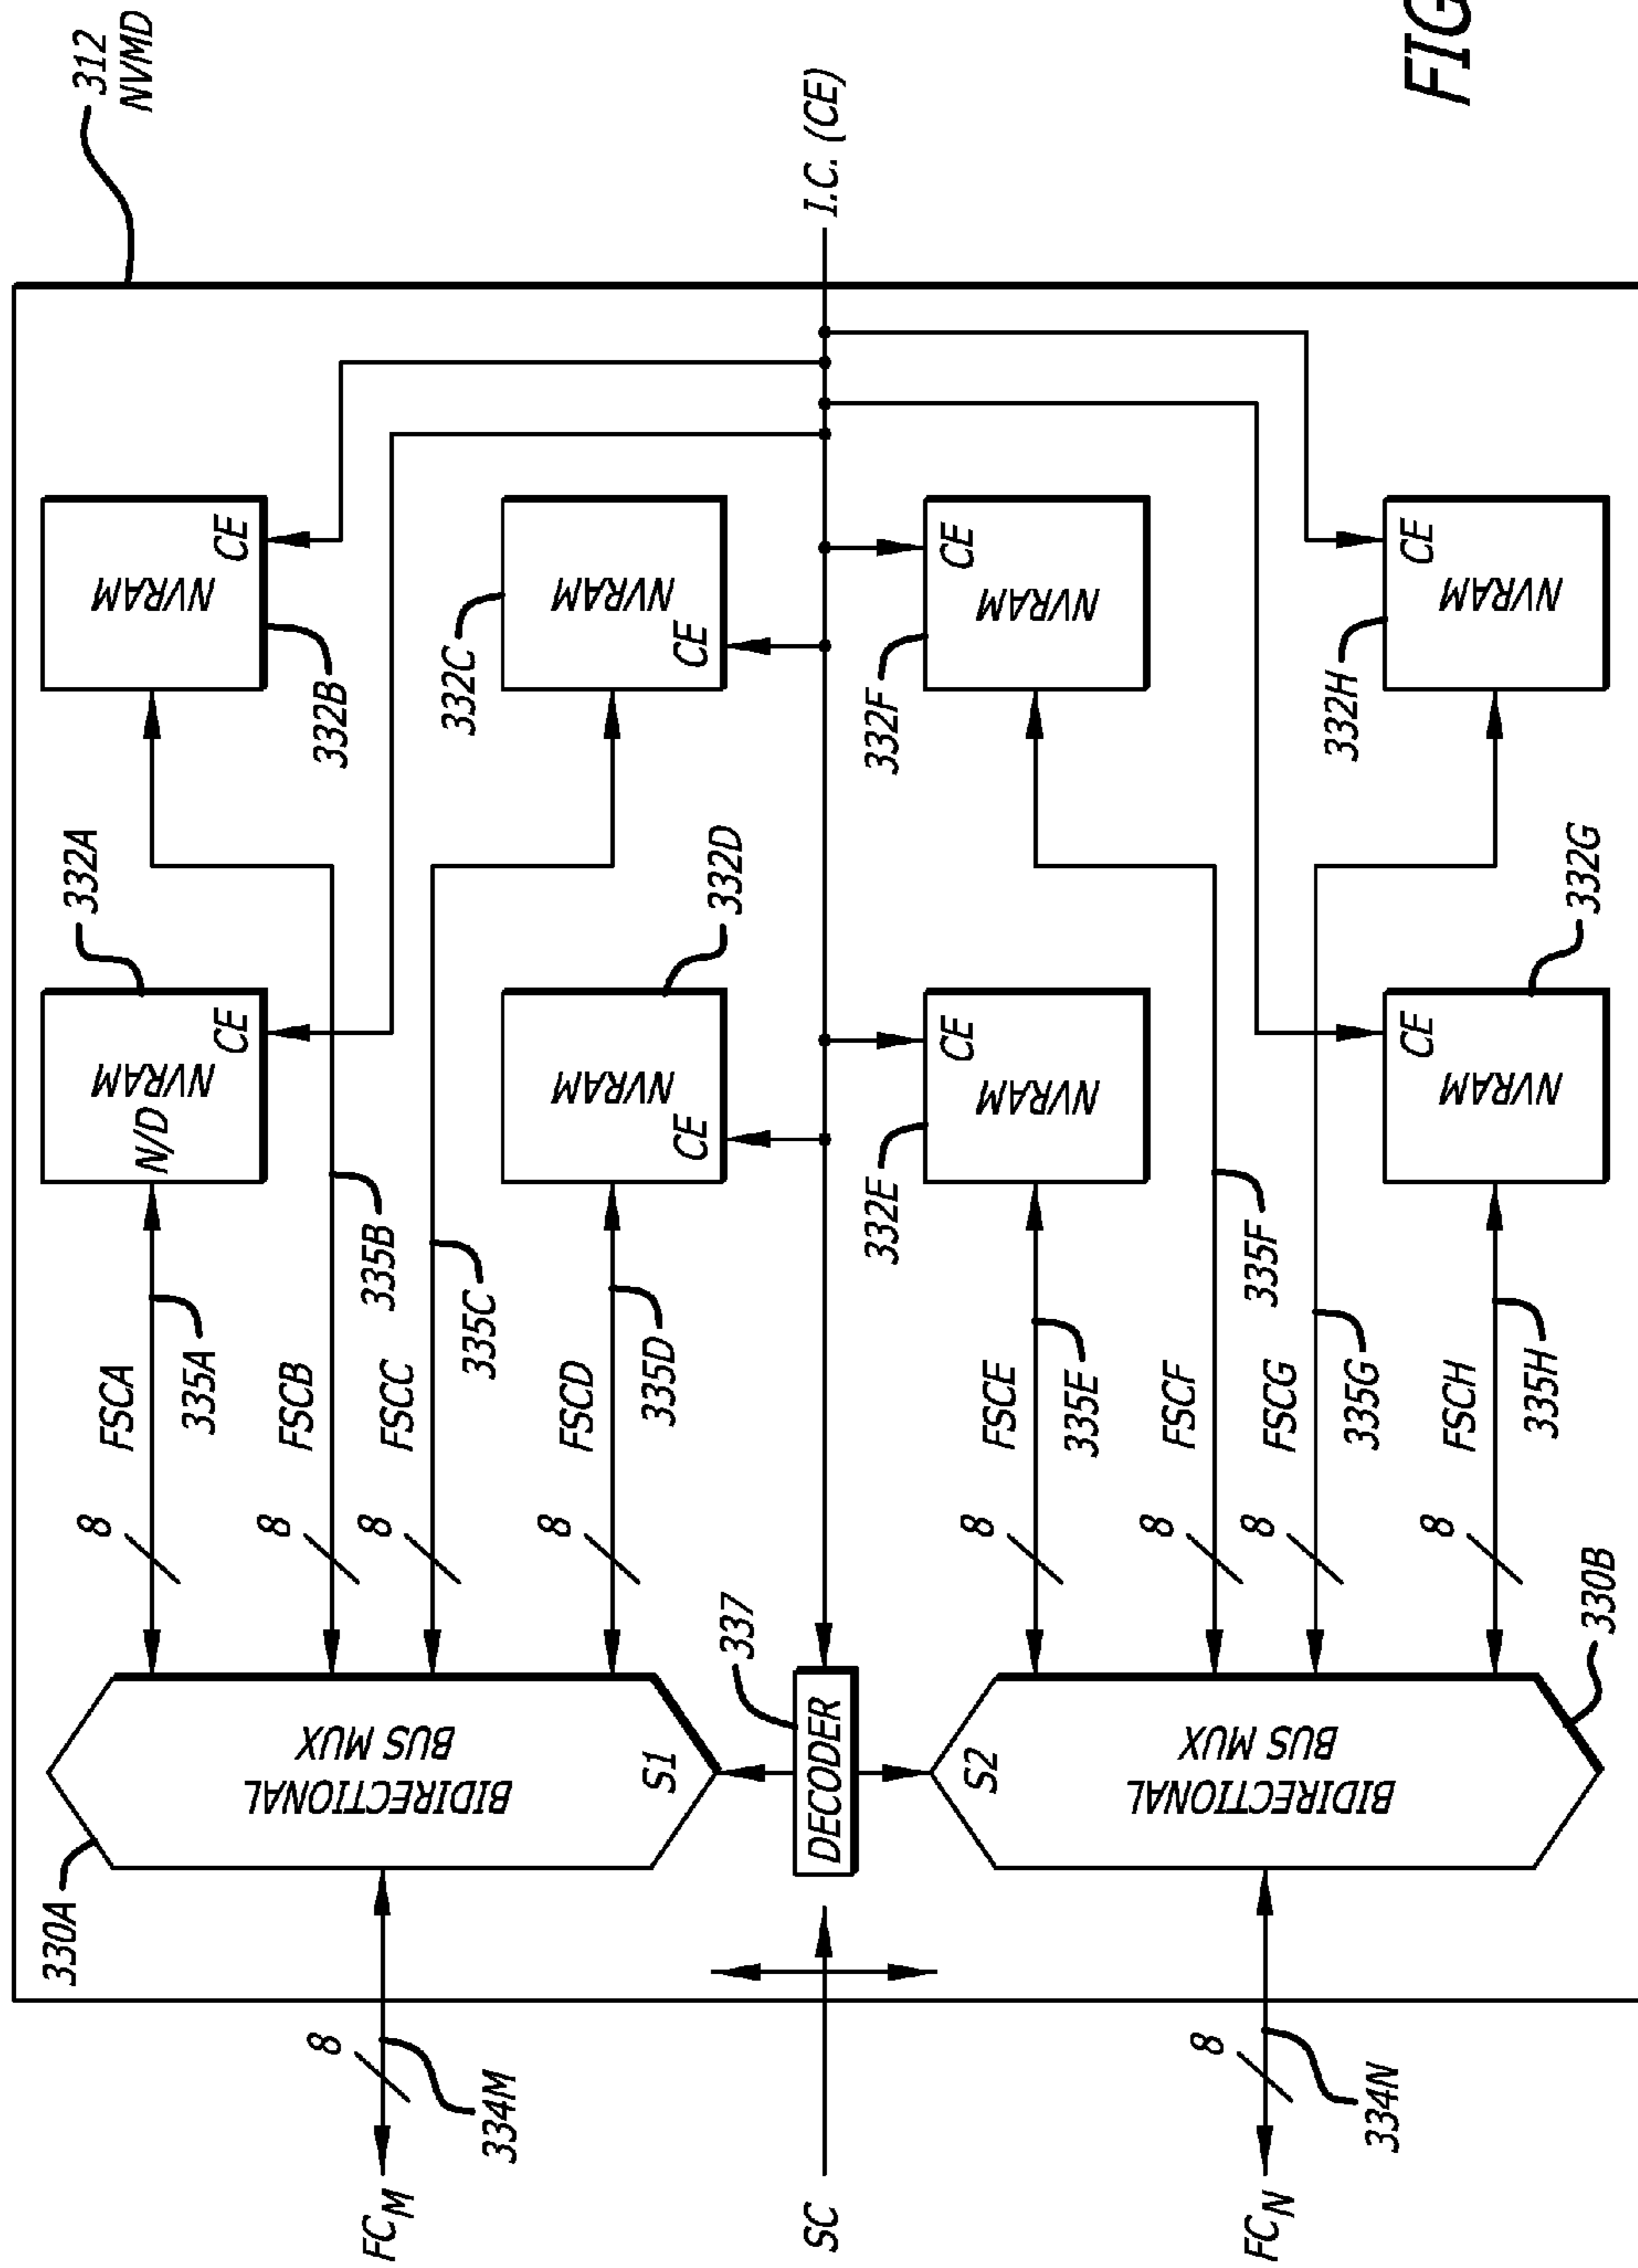 312
NVMD
332A
NVRAM
N/D
CE
NVRAM
CE
332B
FSCA
8
335A
FSCB
8
335B
FSCC
8
335C
FSCD
8
335D
332C
NVRAM
CE
332D
NVRAM
CE
330A
BIDIRECTIONAL
BUS MUX
S1
FCM
8
334M
I.C. (CE)
SC
DECODER
337
332E
NVRAM
CE
332F
NVRAM
CE
FSCE
8
335E
FSCF
8
335F
FSCG
8
335G
FSCH
8
335H
332G
NVRAM
CE
332H
NVRAM
CE
S2
BIDIRECTIONAL
BUS MUX
330B
FCN
8
334N
FIG